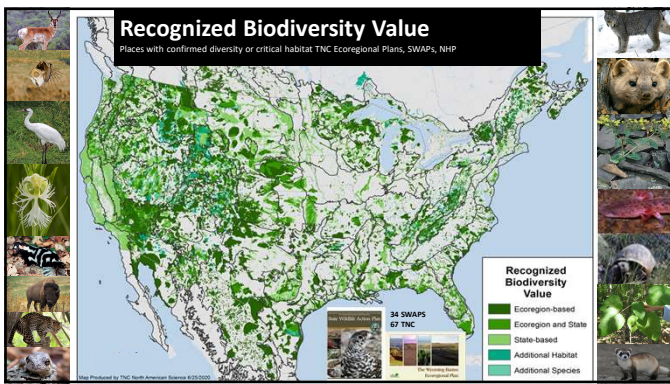 Recognized Biodiversity Value
Places with confirmed diversity or critical habitat TNC Ecoregional Plans, SWAPs, NHP
34 SWAPS
67 TNC
State Wildlife Action Plan
The Wyoming Basins
Ecoregional Plan
Recognized
Biodiversity
Value
Ecoregion-based
Ecoregion and State
State-based
Additional Habitat
Additional Species
Map Produced by TNC North American Science 6/25/2020